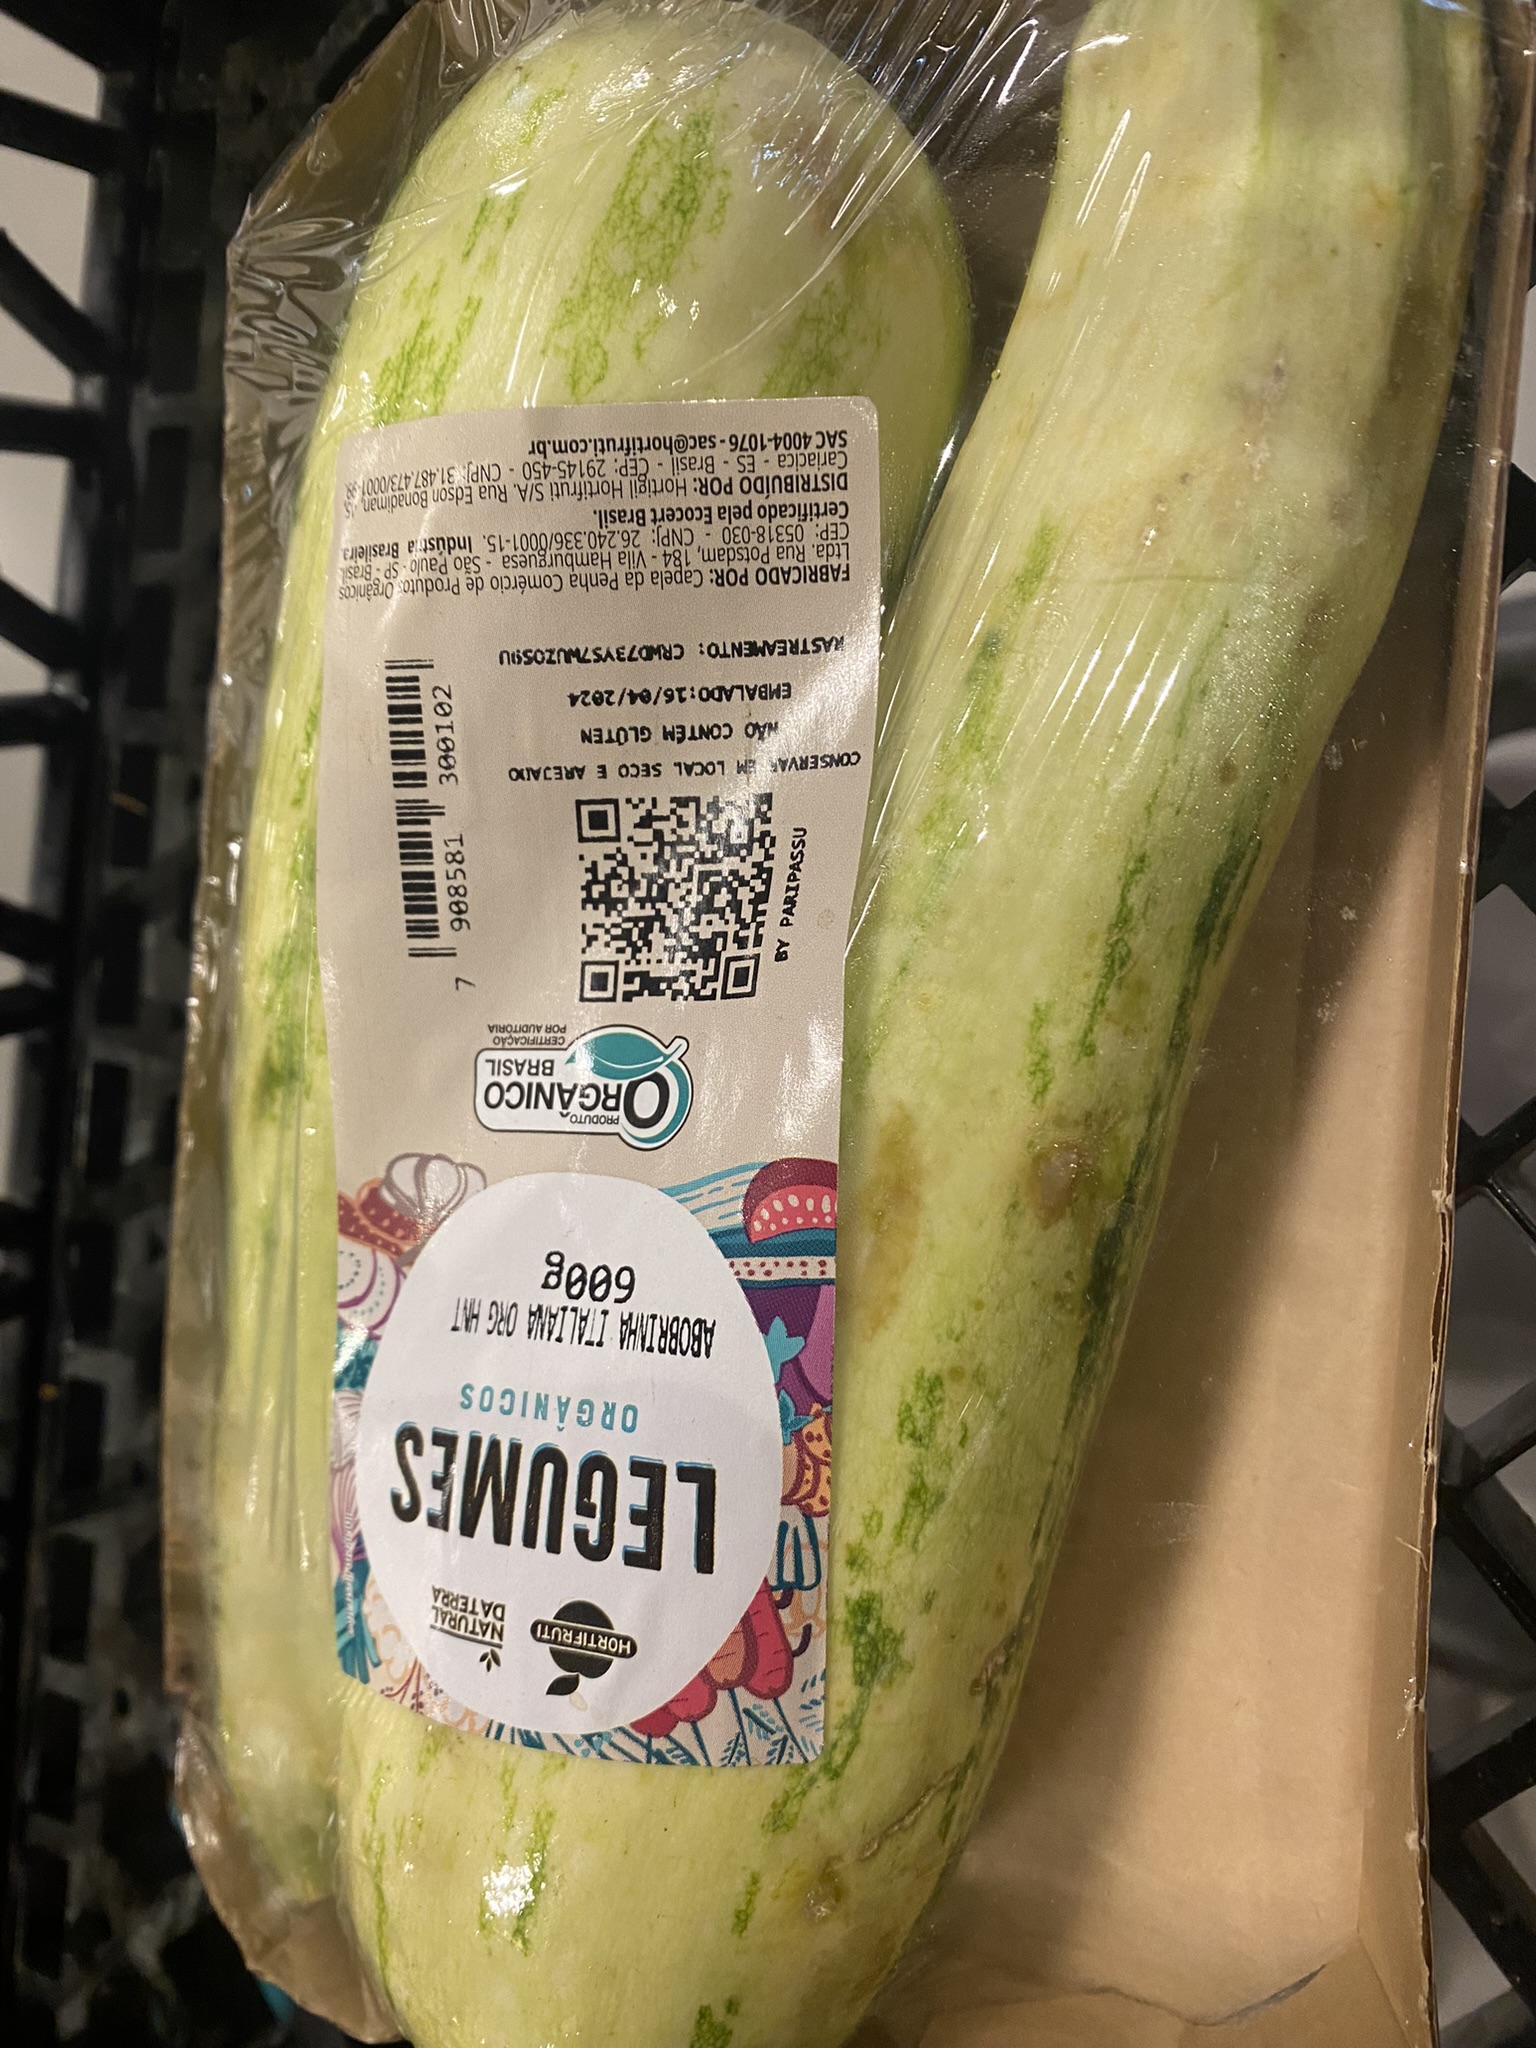 HORTIFRUTI
NATURAL
DA TERRA
LEGUMES
ORGÂNICOS
ABOBRINHA ITALIANA ORG HNT
600g
PRODUTO
ORGÂNICO
BRASIL
CERTIFICAÇÃO
POR AUDITORIA
BY PARIPASSU
7 908581 300102
CONSERVAR EM LOCAL SECO E AREJADO
NÃO CONTÉM GLÚTEN
EMBALADO:16/04/2024
RASTREAMENTO: CRWD73YS7WUZOS9U
FABRICADO POR: Capela da Penha Comércio de Produtos Orgânicos
Ltda. Rua Potsdam, 184 - Vila Hamburguesa - São Paulo - SP - Brasil
CEP: 05318-030 - CNPJ: 26.240.336/0001-15. Indústria Brasileira
Certificado pela Ecocert Brasil.
DISTRIBUÍDO POR: Hortigil Hortifruti S/A. Rua Edson Bonadiman,
Cariacica - ES - Brasil - CEP: 29145-450 - CNPJ: 31.487.473/0001-
SAC 4004-1076 - sac@hortifruti.com.br